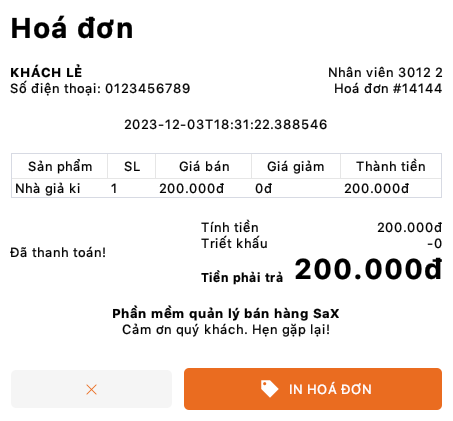 Hoá đơn
KHÁCH LẺ
Nhân viên 3012 2
Số điện thoại: 0123456789
Hoá đơn #14144
2023-12-03T18:31:22.388546
Sản phẩm SL Giá bán Giá giảm Thành tiền
Nhà giả ki 1 200.000đ 0đ 200.000đ
Tính tiền 200.000đ
Triết khấu -0
Đã thanh toán!
Tiền phải trả 200.000đ
Phần mềm quản lý bán hàng SaX
Cảm ơn quý khách. Hẹn gặp lại!
IN HOÁ ĐƠN